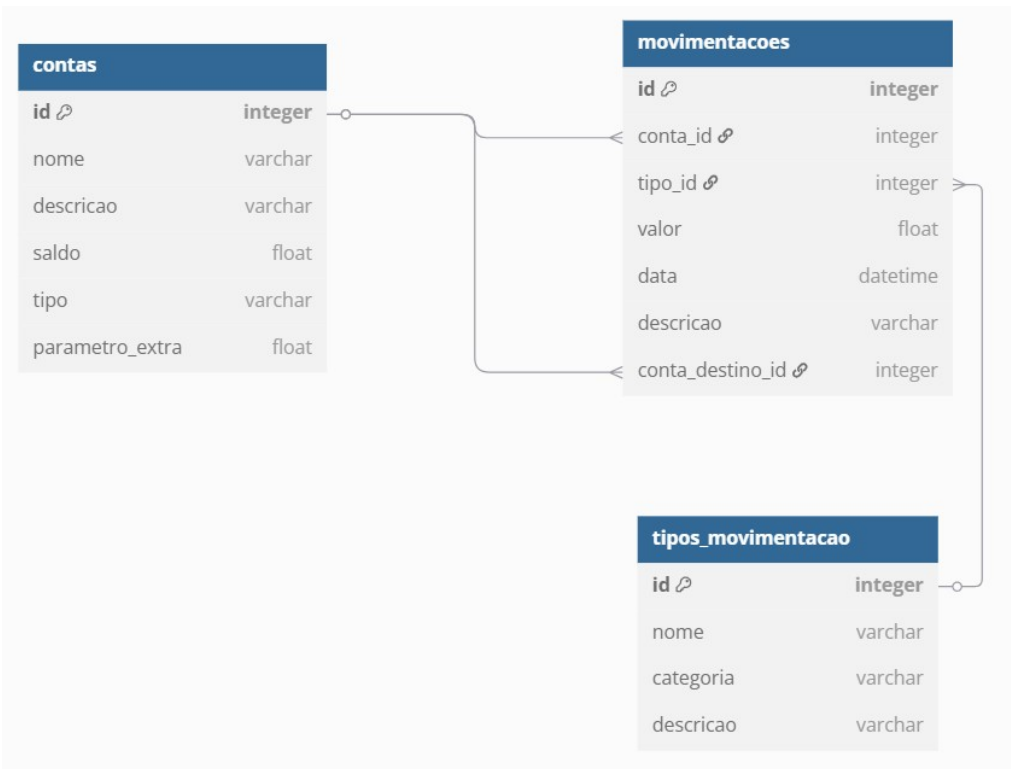 contas
id integer
nome varchar
descricao varchar
saldo float
tipo varchar
parametro_extra float
movimentacoes
id integer
conta_id integer
tipo_id integer
valor float
data datetime
descricao varchar
conta_destino_id integer
tipos_movimentacao
id integer
nome varchar
categoria varchar
descricao varchar